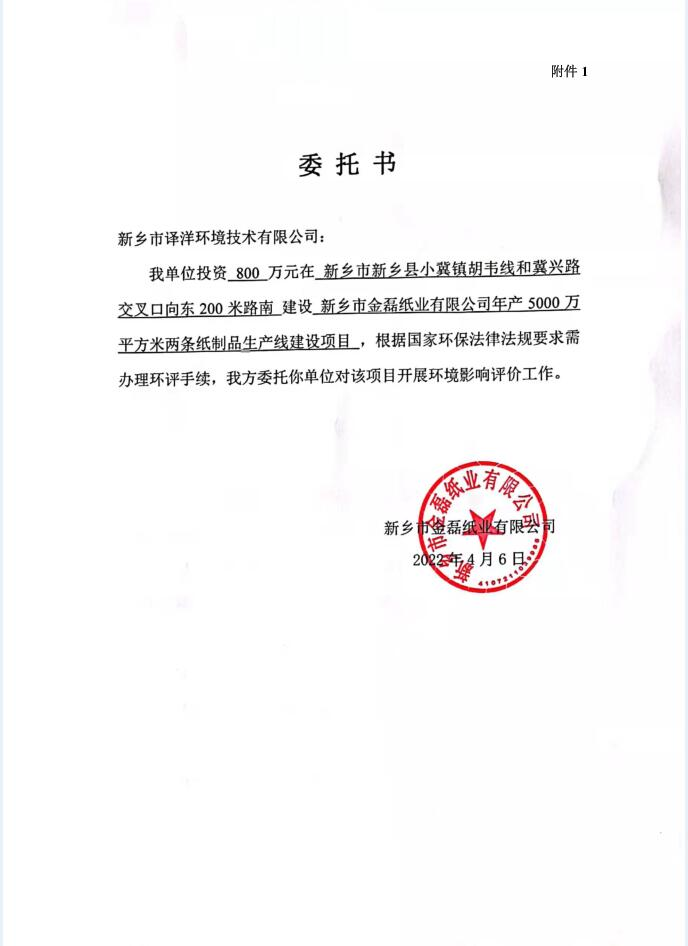 附件 1
委托书
新乡市译洋环境技术有限公司：
我单位投资 800 万元在 新乡市新乡县小冀镇胡韦线和冀兴路
交叉口向东 200 米路南 建设 新乡市金磊纸业有限公司年产 5000 万
平方米两条纸制品生产线建设项目 ，根据国家环保法律法规要求需
办理环评手续，我方委托你单位对该项目开展环境影响评价工作。
新乡市金磊纸业有限公司
新乡市金磊纸业有限公司
2022 年 4 月 6 日